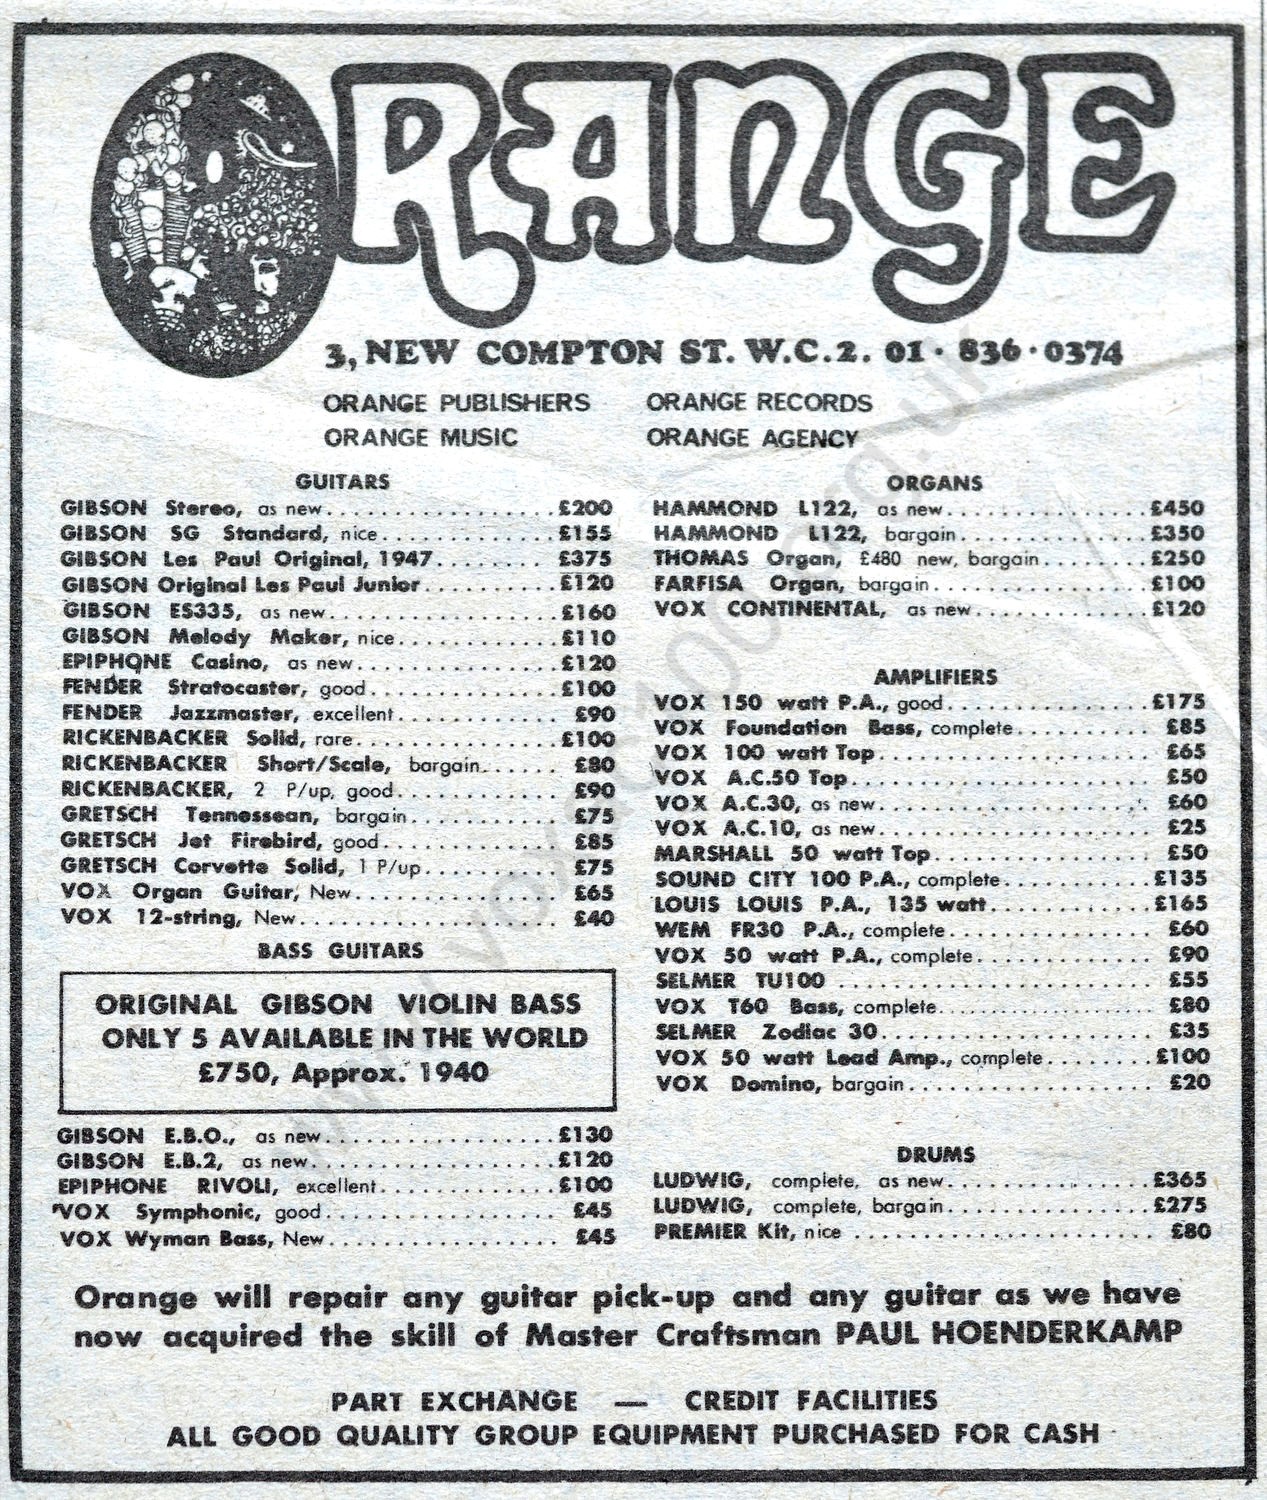 ORANGE
3, NEW COMPTON ST. W.C.2. 01·836·0374
ORANGE PUBLISHERS ORANGE RECORDS
ORANGE MUSIC ORANGE AGENCY
GUITARS
GIBSON Stereo, as new....................£200
GIBSON SG Standard, nice..............£155
GIBSON Les Paul Original, 1947.........£375
GIBSON Original Les Paul Junior..........£120
GIBSON ES335, as new...................£160
GIBSON Melody Maker, nice.............£110
EPIPHONE Casino, as new................£120
FENDER Stratocaster, good...............£100
FENDER Jazzmaster, excellent............. £90
RICKENBACKER Solid, rare................£100
RICKENBACKER Short/Scale, bargain...... £80
RICKENBACKER, 2 P/up, good............. £90
GRETSCH Tennessean, bargain............ £75
GRETSCH Jet Firebird, good.............. £85
GRETSCH Corvette Solid, 1 P/up.......... £75
VOX Organ Guitar, New................ £65
VOX 12-string, New.................... £40
BASS GUITARS
ORIGINAL GIBSON VIOLIN BASS
ONLY 5 AVAILABLE IN THE WORLD
£750, Approx. 1940
GIBSON E.B.O., as new..................£130
GIBSON E.B.2, as new...................£120
EPIPHONE RIVOLI, excellent..............£100
VOX Symphonic, good................... £45
VOX Wyman Bass, New.................. £45
ORGANS
HAMMOND L122, as new................£450
HAMMOND L122, bargain...............£350
THOMAS Organ, £480 new, bargain........£250
FARFISA Organ, bargain.................£100
VOX CONTINENTAL, as new..............£120
AMPLIFIERS
VOX 150 watt P.A., good................£175
VOX Foundation Bass, complete.......... £85
VOX 100 watt Top...................... £65
VOX A.C.50 Top........................ £50
VOX A.C.30, as new..................... £60
VOX A.C.10, as new..................... £25
MARSHALL 50 watt Top.................. £50
SOUND CITY 100 P.A., complete...........£135
LOUIS LOUIS P.A., 135 watt.............£165
WEM FR30 P.A., complete................ £60
VOX 50 watt P.A., complete............. £90
SELMER TU100 ......................... £55
VOX T60 Bass, complete................. £80
SELMER Zodiac 30...................... £35
VOX 50 watt Lead Amp., complete........£100
VOX Domino, bargain................... £20
DRUMS
LUDWIG, complete, as new................£365
LUDWIG, complete, bargain...............£275
PREMIER Kit, nice ....................... £80
Orange will repair any guitar pick-up and any guitar as we have
now acquired the skill of Master Craftsman PAUL HOENDERKAMP
PART EXCHANGE — CREDIT FACILITIES
ALL GOOD QUALITY GROUP EQUIPMENT PURCHASED FOR CASH